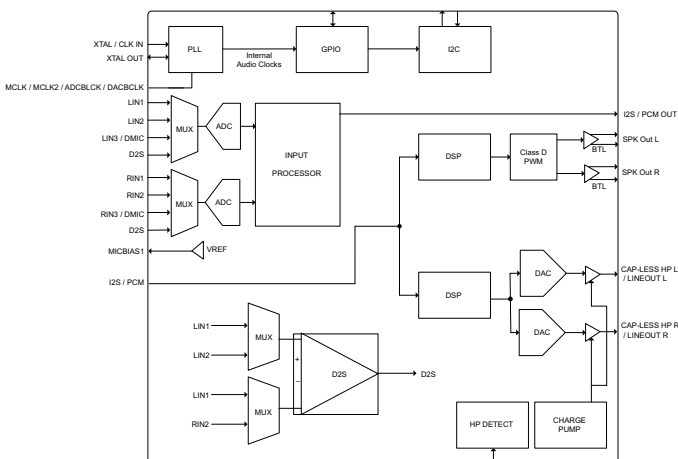 XTAL / CLK IN
XTAL OUT
PLL
Internal
Audio Clocks
GPIO
I2C
MCLK / MCLK2 / ADCBLCK / DACBCLK
LIN1
LIN2
LIN3 / DMIC
D2S
MUX
ADC
RIN1
RIN2
RIN3 / DMIC
D2S
MUX
ADC
INPUT
PROCESSOR
I2S / PCM OUT
DSP
Class D
PWM
BTL
SPK Out L
BTL
SPK Out R
MICBIAS1
VREF
I2S / PCM
DSP
DAC
CAP-LESS HP L
/ LINEOUT L
DAC
CAP-LESS HP R
/ LINEOUT R
LIN1
LIN2
MUX
+
–
D2S
D2S
LIN1
RIN2
MUX
HP DETECT
CHARGE
PUMP